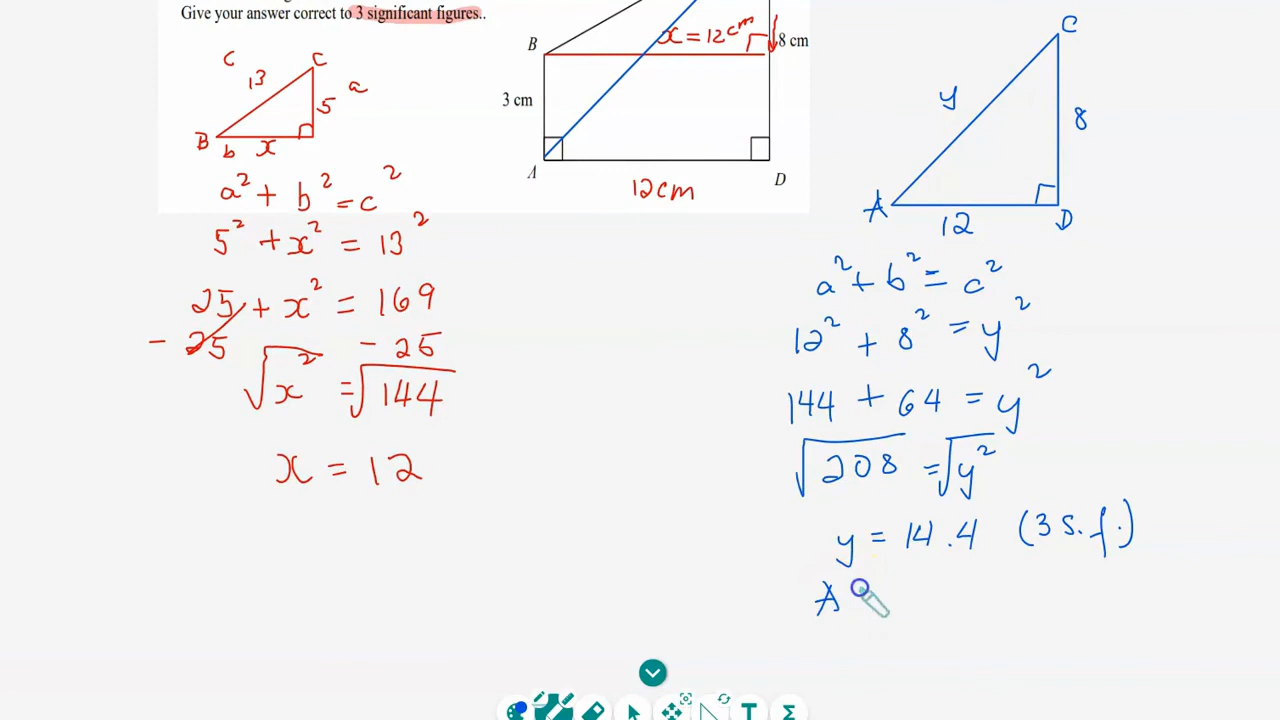 Give your answer correct to 3 significant figures..
B
x = 12cm
8 cm
3 cm
A
D
12cm
c
13
C
a
5
B
b
x
a² + b² = c²
5² + x² = 13²
25 + x² = 169
- 25 - 25
√x² = √144
x = 12
C
y
8
A
12
D
a² + b² = c²
12² + 8² = y²
144 + 64 = y²
√208 = √y²
y = 14.4 (3 s.f.)
A
T
Σ